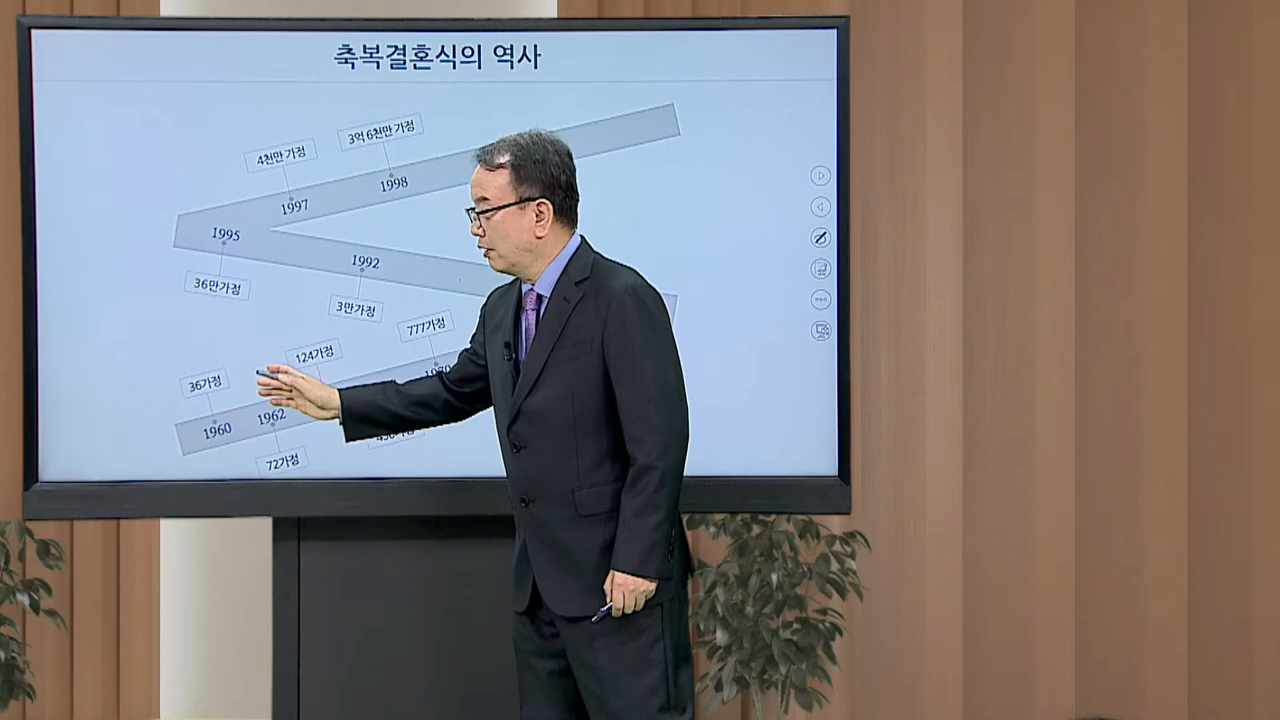 축복결혼식의 역사
3억 6천만 가정
4천만 가정
1998
1997
1995
1992
36만가정
3만가정
777가정
124가정
36가정
1962
1960
72가정